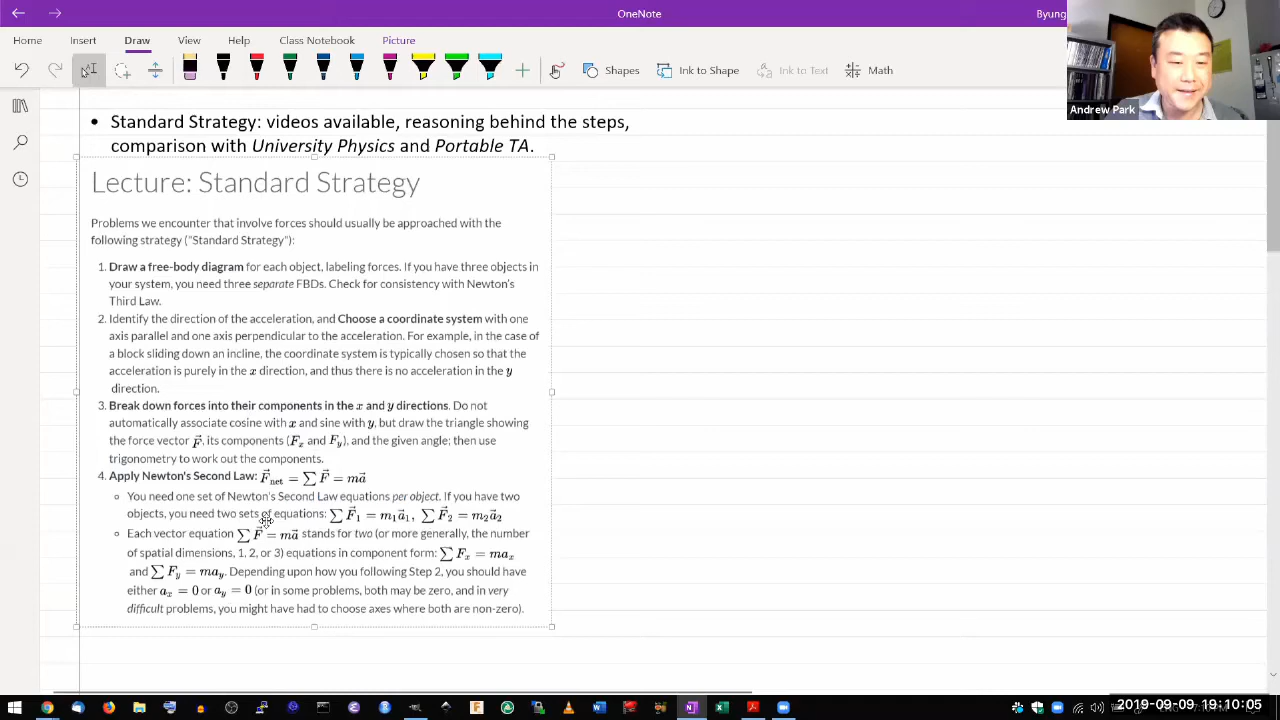 OneNote
Byung
Home Insert Draw View Help Class Notebook Picture
Shapes Ink to Shape Ink to Text Math
Andrew Park
• Standard Strategy: videos available, reasoning behind the steps,
comparison with University Physics and Portable TA.
Lecture: Standard Strategy
Problems we encounter that involve forces should usually be approached with the
following strategy ("Standard Strategy"):
1. Draw a free-body diagram for each object, labeling forces. If you have three objects in
your system, you need three separate FBDs. Check for consistency with Newton's
Third Law.
2. Identify the direction of the acceleration, and Choose a coordinate system with one
axis parallel and one axis perpendicular to the acceleration. For example, in the case of
a block sliding down an incline, the coordinate system is typically chosen so that the
acceleration is purely in the x direction, and thus there is no acceleration in the y
direction.
3. Break down forces into their components in the x and y directions. Do not
automatically associate cosine with x and sine with y, but draw the triangle showing
the force vector F⃗, its components (Fₓ and F_y), and the given angle; then use
trigonometry to work out the components.
4. Apply Newton's Second Law: F⃗_net = ∑ F⃗ = ma⃗
◦ You need one set of Newton's Second Law equations per object. If you have two
objects, you need two sets of equations: ∑ F⃗₁ = m₁a⃗₁, ∑ F⃗₂ = m₂a⃗₂
◦ Each vector equation ∑ F⃗ = ma⃗ stands for two (or more generally, the number
of spatial dimensions, 1, 2, or 3) equations in component form: ∑ Fₓ = maₓ
and ∑ F_y = ma_y. Depending upon how you following Step 2, you should have
either aₓ = 0 or a_y = 0 (or in some problems, both may be zero, and in very
difficult problems, you might have had to choose axes where both are non-zero).
2019-09-09 19:10:05